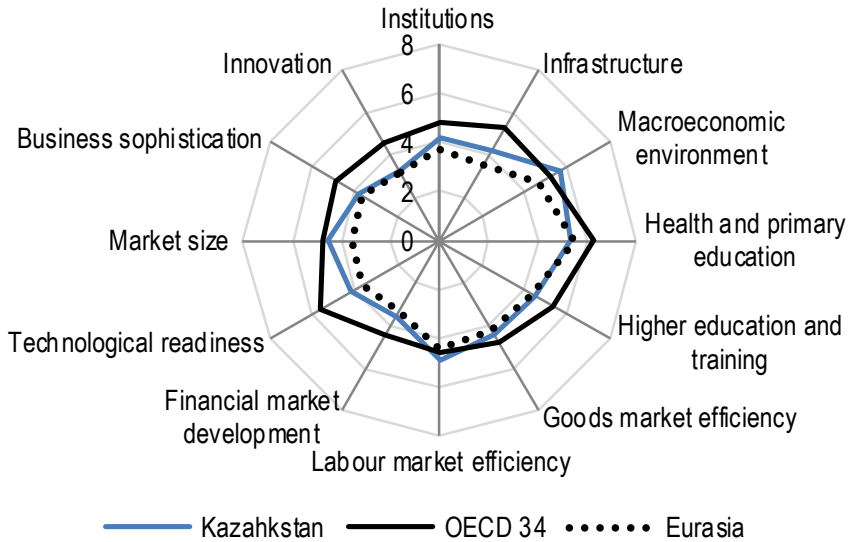 Institutions
8
Innovation
Infrastructure
6
Business sophistication
Macroeconomic
environment
4
2
Market size
0
Health and primary
education
Technological readiness
Higher education and
training
Financial market
development
Goods market efficiency
Labour market efficiency
Kazahkstan
OECD 34
Eurasia